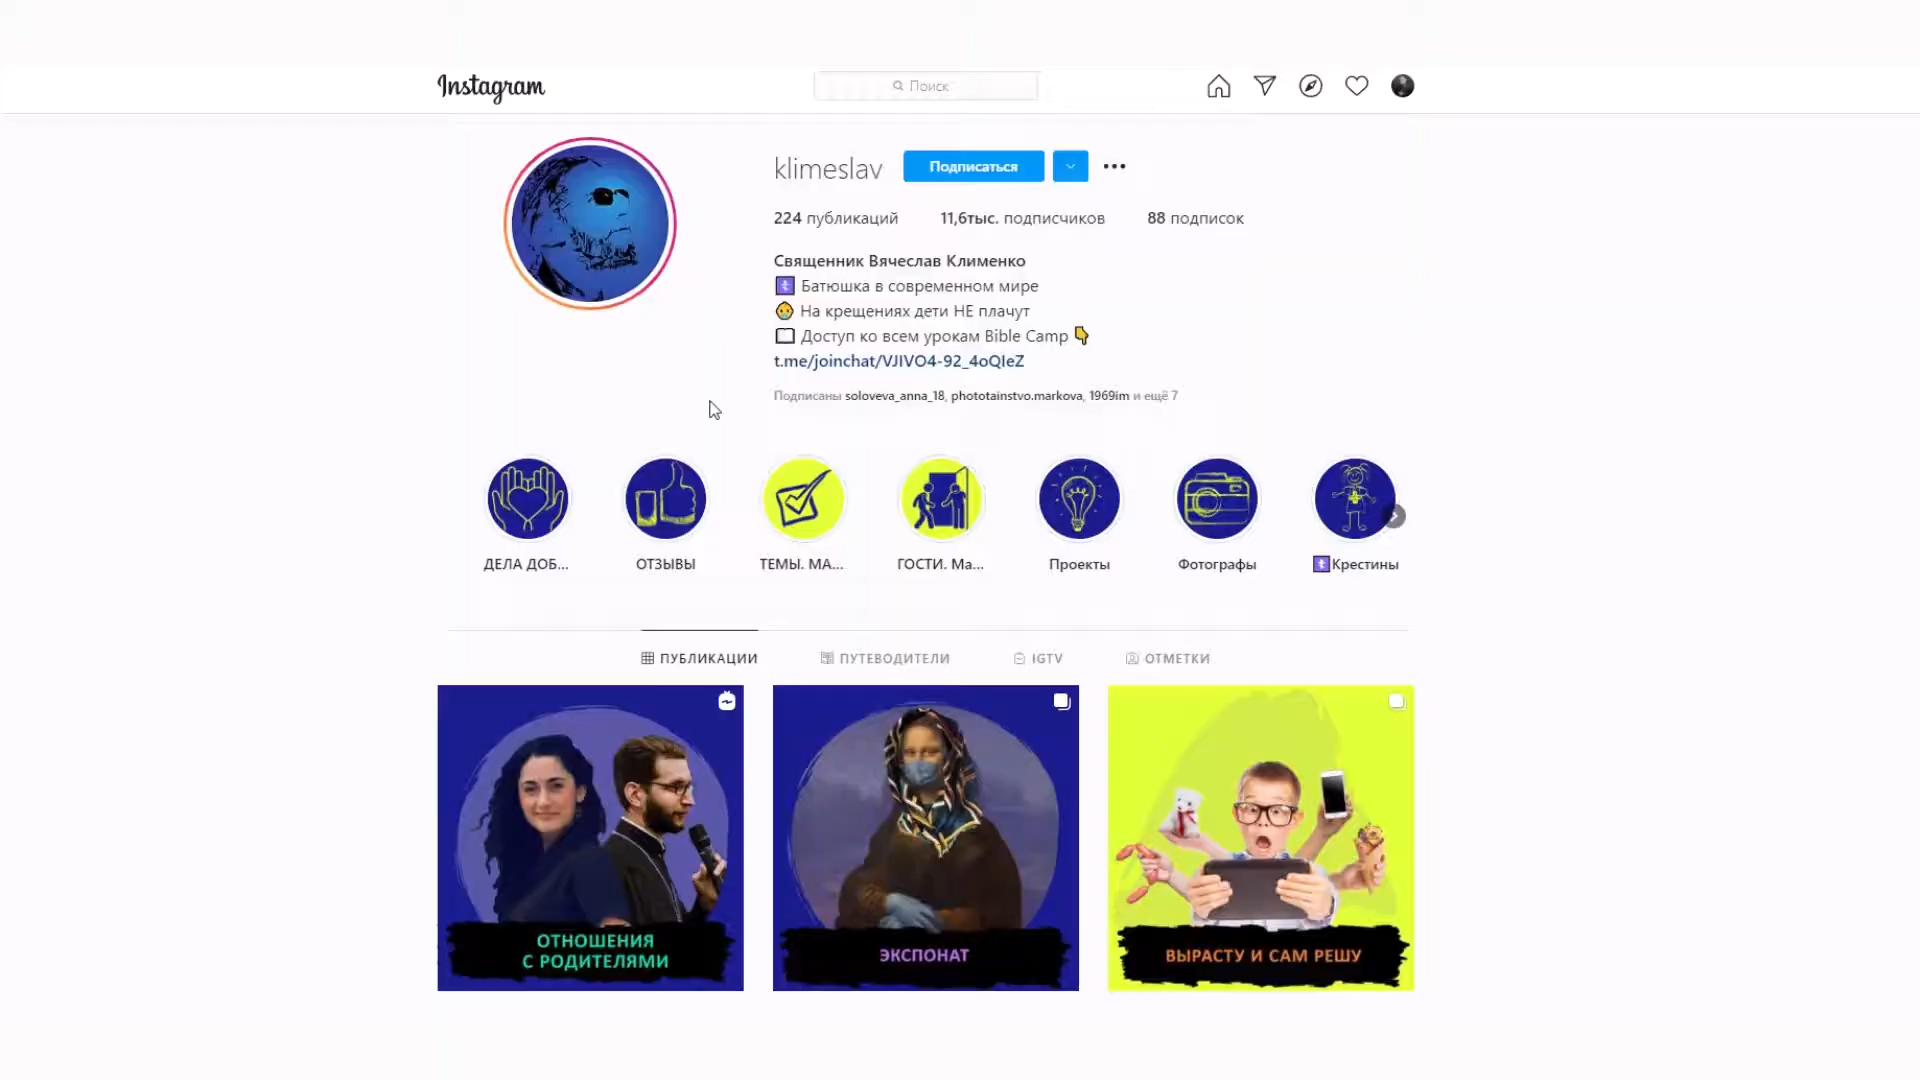 Instagram
Поиск
klimeslav
Подписаться
224 публикаций 11,6тыс. подписчиков 88 подписок
Священник Вячеслав Клименко
Батюшка в современном мире
На крещениях дети НЕ плачут
Доступ ко всем урокам Bible Camp
t.me/joinchat/VJIVO4-92_4oQIeZ
Подписаны soloveva_anna_18, phototainstvo.markova, 1969im и ещё 7
ДЕЛА ДОБ... ОТЗЫВЫ ТЕМЫ. МА... ГОСТИ. Ма... Проекты Фотографы Крестины
ПУБЛИКАЦИИ ПУТЕВОДИТЕЛИ IGTV ОТМЕТКИ
ОТНОШЕНИЯ
С РОДИТЕЛЯМИ
ЭКСПОНАТ
ВЫРАСТУ И САМ РЕШУ